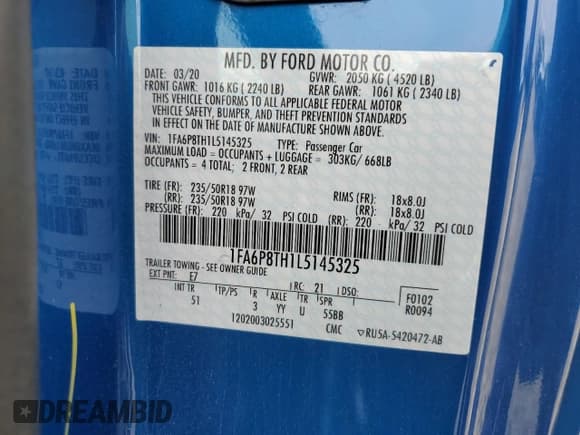 MFD. BY FORD MOTOR CO.
DATE: 03/20 GVWR: 2050 KG ( 4520 LB)
FRONT GAWR: 1016 KG ( 2240 LB) REAR GAWR: 1061 KG ( 2340 LB)
THIS VEHICLE CONFORMS TO ALL APPLICABLE FEDERAL MOTOR
VEHICLE SAFETY, BUMPER, AND THEFT PREVENTION STANDARDS
IN EFFECT ON THE DATE OF MANUFACTURE SHOWN ABOVE.
VIN: 1FA6P8TH1L5145325 TYPE: Passenger Car
MAXIMUM LOAD = OCCUPANTS + LUGGAGE = 303KG/ 668LB
OCCUPANTS = 4 TOTAL; 2 FRONT, 2 REAR
TIRE (FR): 235/50R18 97W RIMS (FR): 18x8.0J
(RR): 235/50R18 97W (RR): 18x8.0J
PRESSURE (FR): 220 kPa/ 32 PSI COLD (RR): 220 kPa/ 32 PSI COLD
1FA6P8TH1L5145325
TRAILER TOWING - SEE OWNER GUIDE
EXT PNT: E7 RC: 21 DSO: F0102
INT TR TP/PS R AXLE TR SPR R0094
51 3 YY U 55BB
1202003025551 CMC ▽RU5A-5420472-AB
DREAMBID